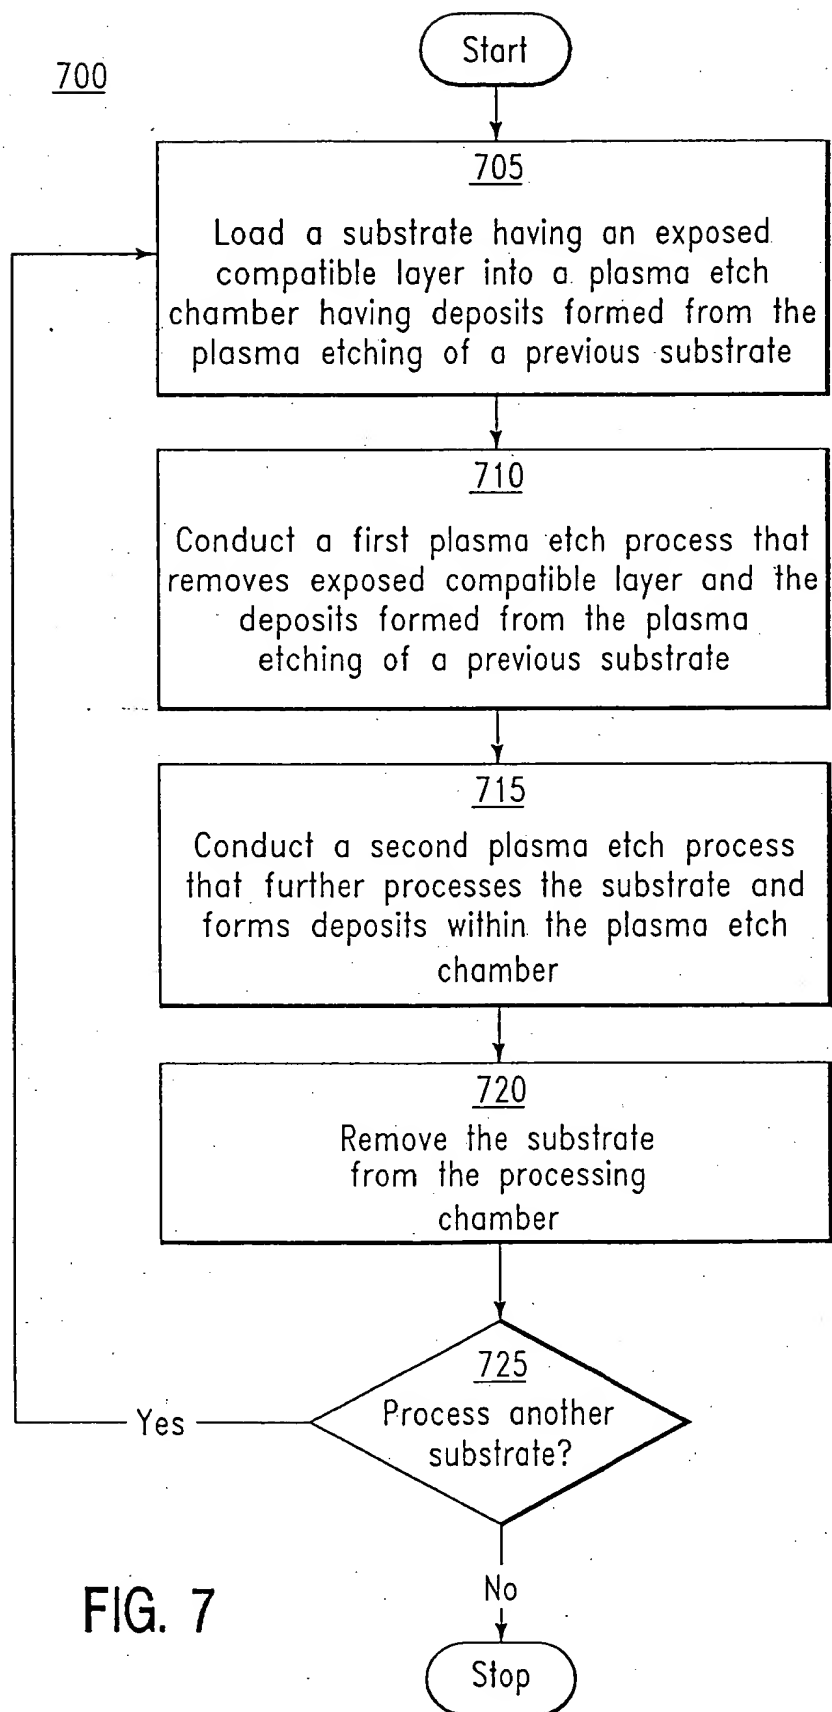 Start
700
705
Load a substrate having an exposed
compatible layer into a plasma etch
chamber having deposits formed from the
plasma etching of a previous substrate
710
Conduct a first plasma etch process that
removes exposed compatible layer and the
deposits formed from the plasma
etching of a previous substrate
715
Conduct a second plasma etch process
that further processes the substrate and
forms deposits within the plasma etch
chamber
720
Remove the substrate
from the processing
chamber
725
Process another
substrate?
Yes
No
Stop
FIG. 7